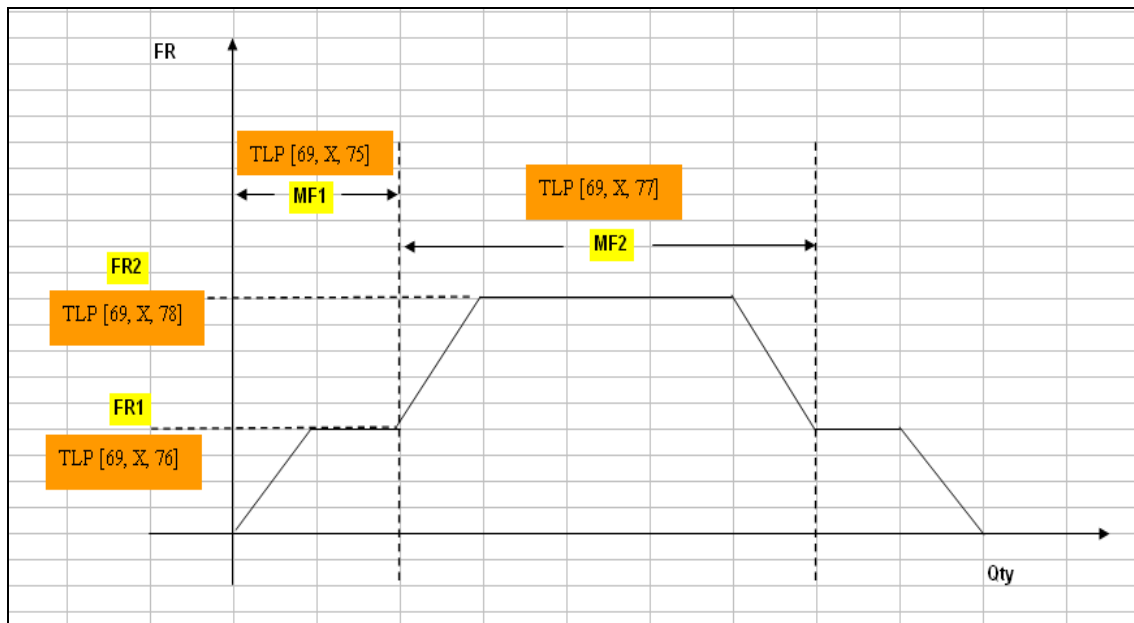 FR
TLP [69, X, 75]
MF1
TLP [69, X, 77]
MF2
FR2
TLP [69, X, 78]
FR1
TLP [69, X, 76]
Qty